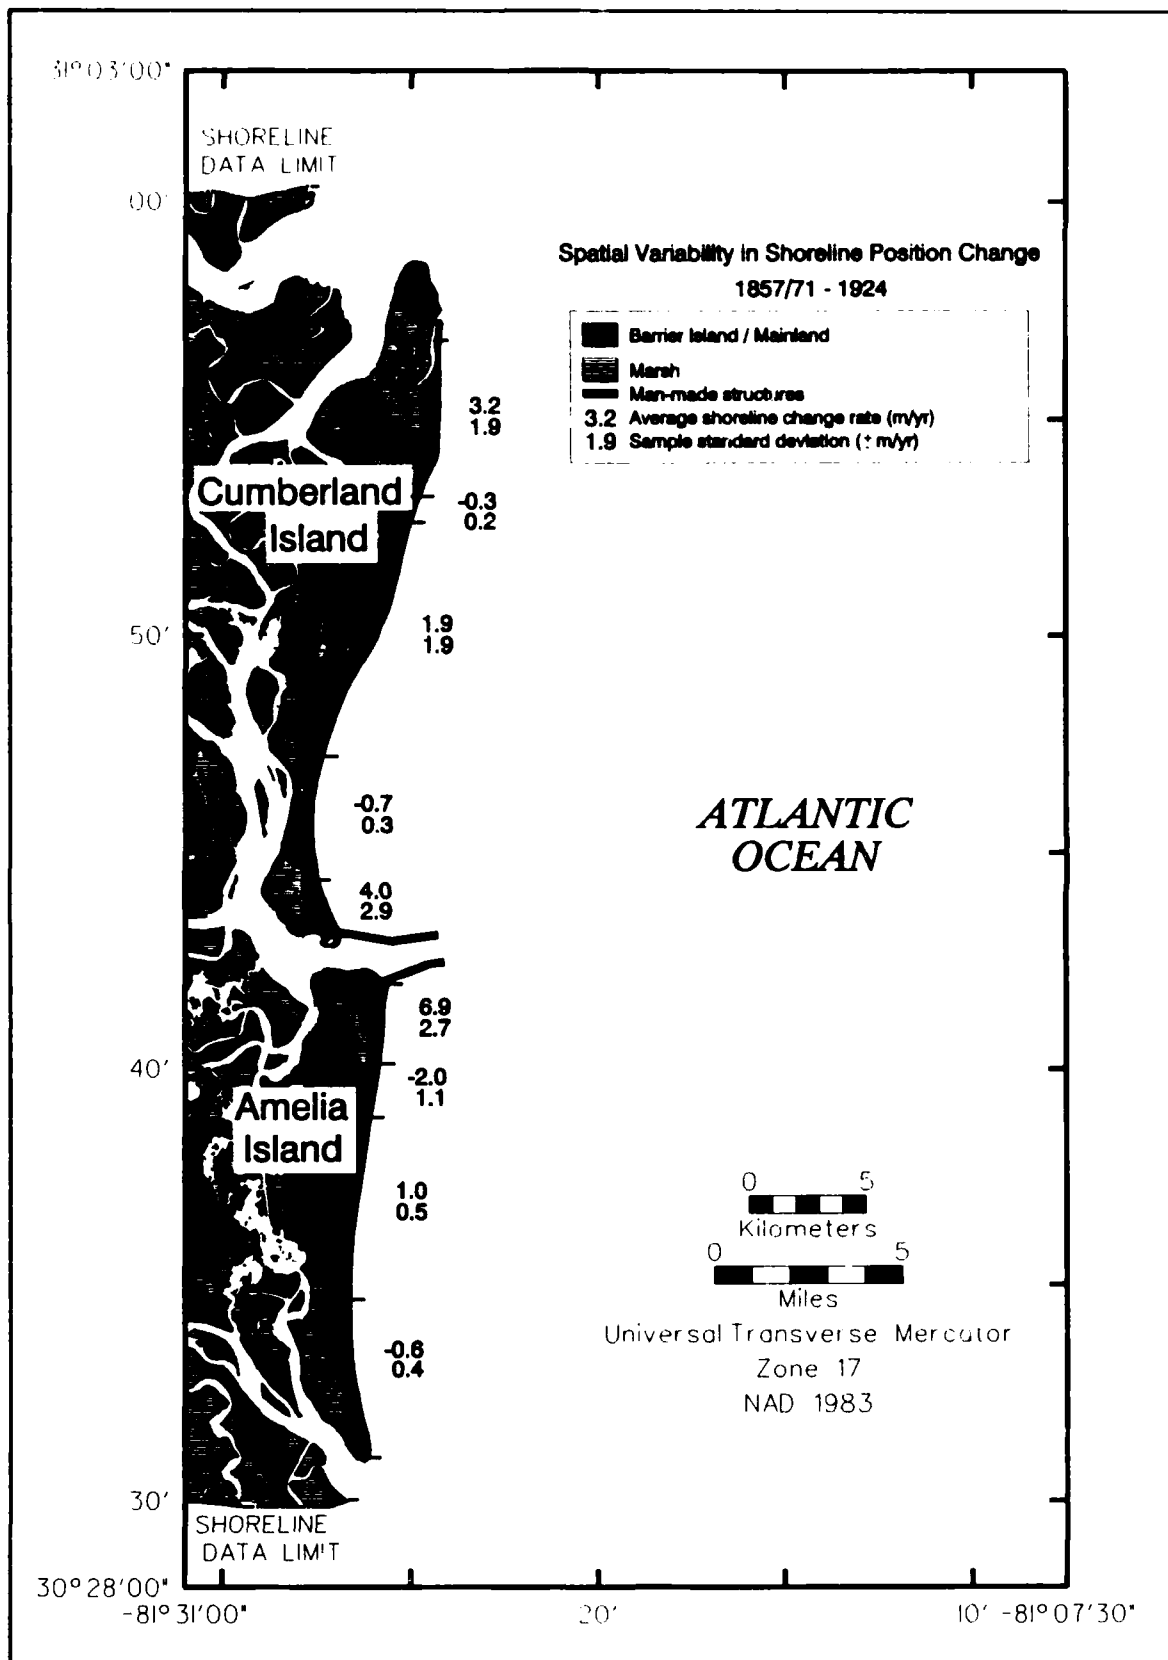 31°03'00"
SHORELINE
DATA LIMIT
00'
Spatial Variability in Shoreline Position Change
1857/71 - 1924
Barrier Island / Mainland
Marsh
Man-made structures
3.2 Average shoreline change rate (m/yr)
1.9 Sample standard deviation (± m/yr)
3.2
1.9
Cumberland
Island
-0.3
0.2
50'
1.9
1.9
-0.7
0.3
ATLANTIC
OCEAN
4.0
2.9
6.9
2.7
40'
-2.0
1.1
Amelia
Island
1.0
0.5
0 5
Kilometers
0 5
Miles
Universal Transverse Mercator
Zone 17
NAD 1983
-0.6
0.4
30'
SHORELINE
DATA LIMIT
30°28'00"
-81°31'00" 20' 10' -81°07'30"